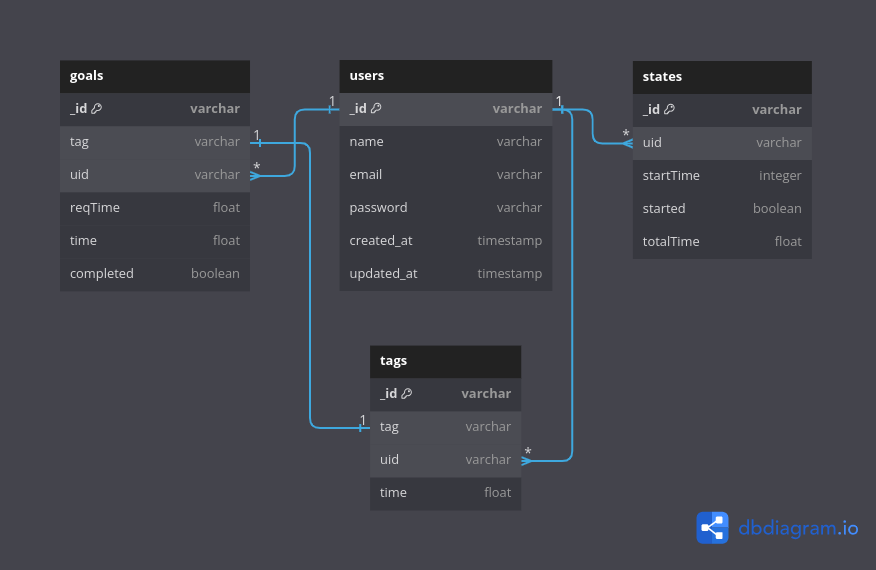 goals
_id varchar
tag varchar 1
uid varchar *
reqTime float
time float
completed boolean
1 users 1
_id varchar
name varchar
email varchar
password varchar
created_at timestamp
updated_at timestamp
states
_id varchar
* uid varchar
startTime integer
started boolean
totalTime float
tags
_id varchar
1 tag varchar
uid varchar *
time float
dbdiagram.io